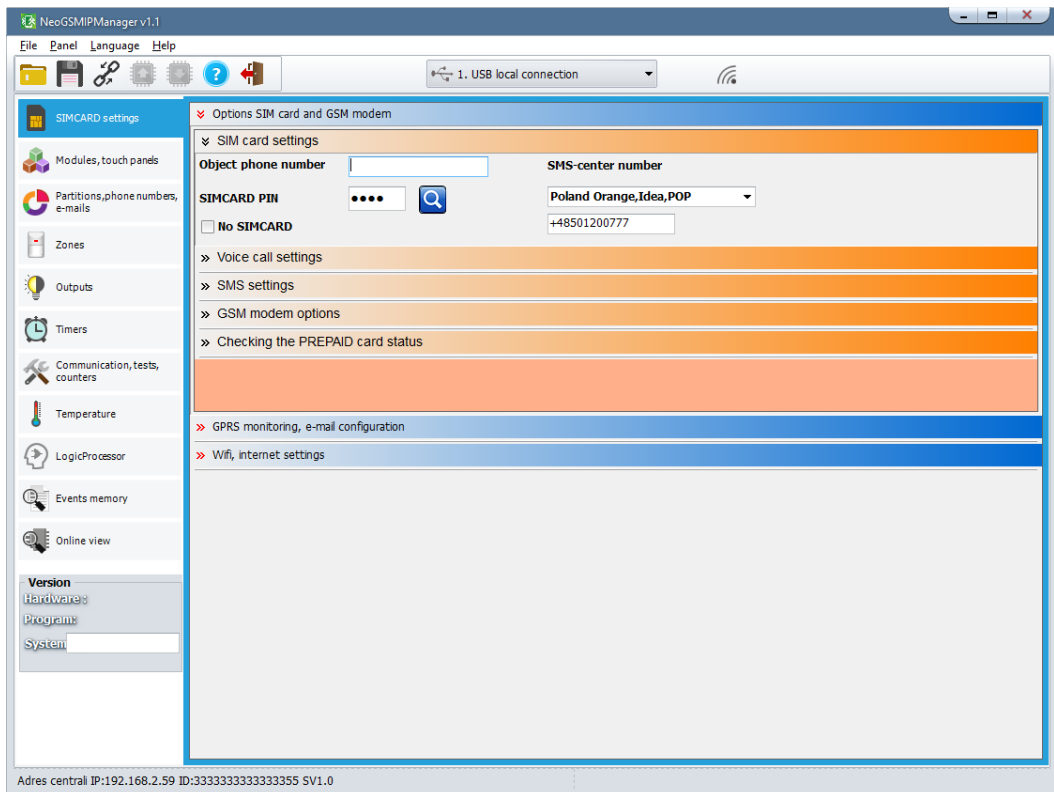 NeoGSMIPManager v1.1
File Panel Language Help
1. USB local connection
SIMCARD settings
Modules, touch panels
Partitions,phone numbers,
e-mails
Zones
Outputs
Timers
Communication, tests,
counters
Temperature
LogicProcessor
Events memory
Online view
Version
Hardware :
Program:
System
Options SIM card and GSM modem
SIM card settings
Object phone number
SMS-center number
SIMCARD PIN
••••
Poland Orange,Idea,POP
No SIMCARD
+48501200777
Voice call settings
SMS settings
GSM modem options
Checking the PREPAID card status
GPRS monitoring, e-mail configuration
Wifi, internet settings
Adres centrali IP:192.168.2.59 ID:3333333333333355 SV1.0